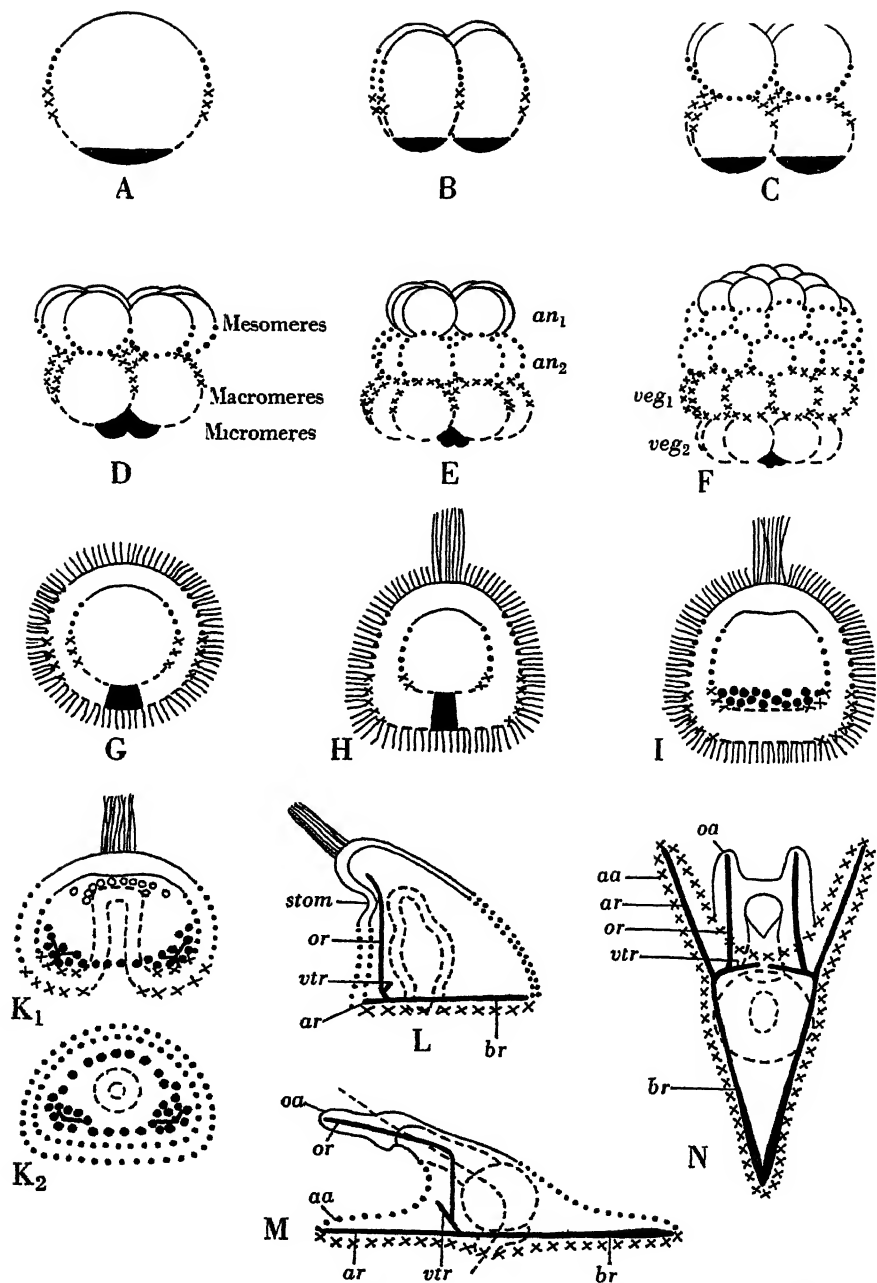 A
B
C
Mesomeres
Macromeres
Micromeres
D
an1
an2
E
veg1
veg2
F
G
H
I
K1
K2
stom
or
vtr
ar
br
L
oa
or
aa
ar
vtr
br
M
oa
aa
ar
or
vtr
br
N